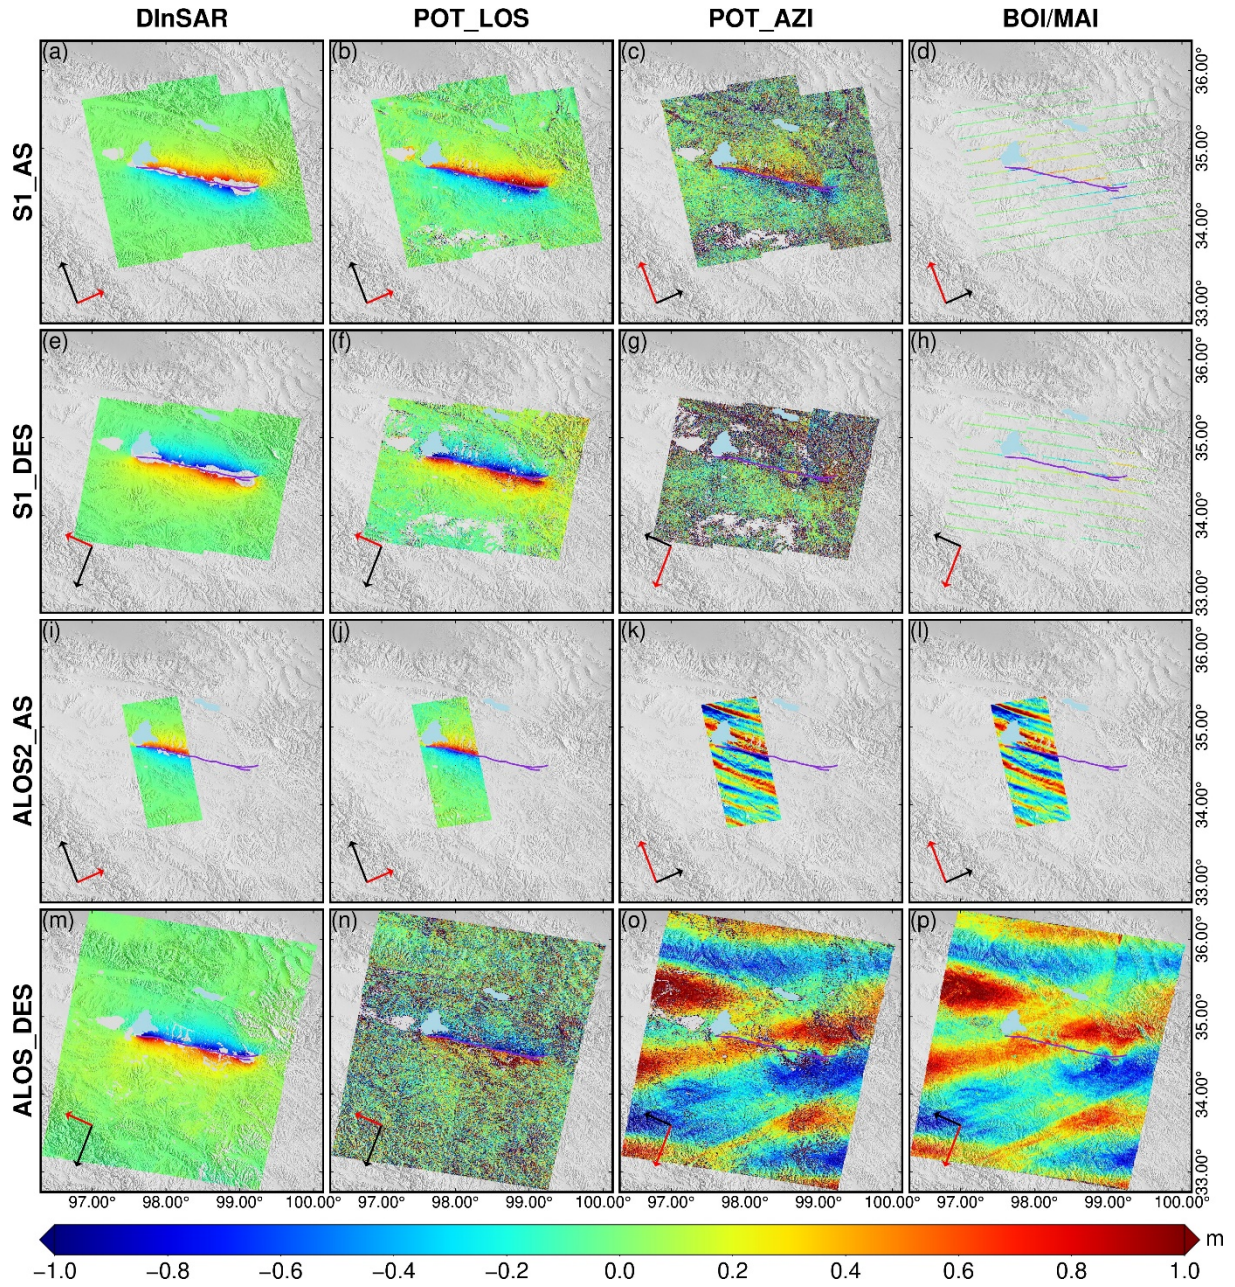 DInSAR POT_LOS POT_AZI BOI/MAI
S1_AS
(a) (b) (c) (d)
36.00°
35.00°
34.00°
33.00°
S1_DES
(e) (f) (g) (h)
36.00°
35.00°
34.00°
33.00°
ALOS2_AS
(i) (j) (k) (l)
36.00°
35.00°
34.00°
33.00°
ALOS_DES
(m) (n) (o) (p)
36.00°
35.00°
34.00°
33.00°
97.00° 98.00° 99.00° 100.00° 97.00° 98.00° 99.00° 100.00° 97.00° 98.00° 99.00° 100.00° 97.00° 98.00° 99.00° 100.00°
m
−1.0 −0.8 −0.6 −0.4 −0.2 0.0 0.2 0.4 0.6 0.8 1.0